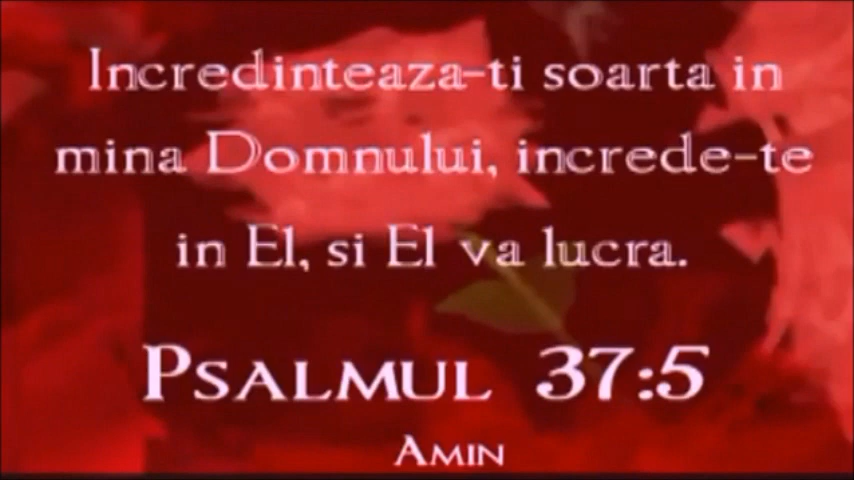 Incredinteaza-ti soarta in
mina Domnului, increde-te
in El, si El va lucra.
PSALMUL 37:5
AMIN